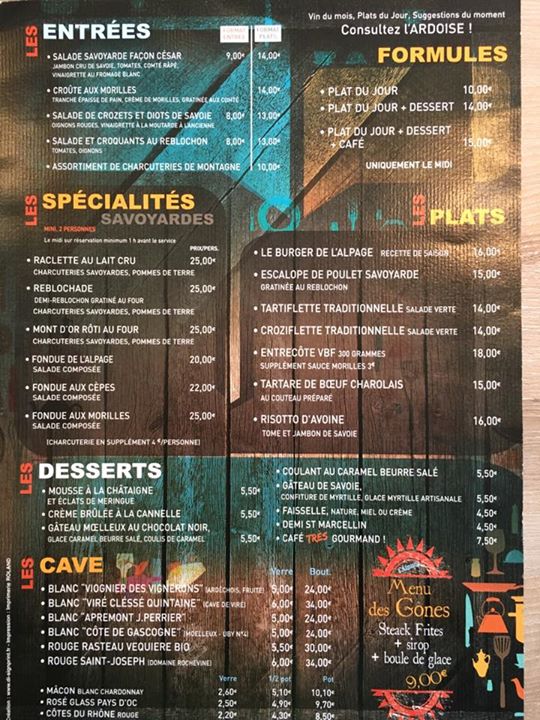 LES ENTRÉES
FORMAT ENTRÉE FORMAT PLATS
• SALADE SAVOYARDE FAÇON CÉSAR 9,00€ 14,00€
JAMBON CRU DE SAVOIE, TOMATES, COMTÉ RÂPÉ,
VINAIGRETTE AU FROMAGE BLANC
• CROÛTE AUX MORILLES 14,00€
TRANCHE ÉPAISSE DE PAIN, CRÈME DE MORILLES, GRATINÉE AUX COMTÉ
• SALADE DE CROZETS ET DIOTS DE SAVOIE 8,00€ 13,00€
OIGNONS ROUGES, VINAIGRETTE À LA MOUTARDE À L'ANCIENNE
• SALADE ET CROQUANTS AU REBLOCHON 8,00€ 13,00€
TOMATES, OIGNONS
• ASSORTIMENT DE CHARCUTERIES DE MONTAGNE 10,00€
Vin du mois, Plats du Jour, Suggestions du moment
Consultez l'ARDOISE !
FORMULES
• PLAT DU JOUR 10,00€
• PLAT DU JOUR + DESSERT 14,00€
• PLAT DU JOUR + DESSERT
+ CAFÉ 15,00€
UNIQUEMENT LE MIDI
LES SPÉCIALITÉS
SAVOYARDES
MINI. 2 PERSONNES
Le midi sur réservation minimum 1 h avant le service
PRIX/PERS.
• RACLETTE AU LAIT CRU 25,00€
CHARCUTERIES SAVOYARDES, POMMES DE TERRE
• REBLOCHADE 25,00€
DEMI-REBLOCHON GRATINÉ AU FOUR
CHARCUTERIES SAVOYARDES, POMMES DE TERRE
• MONT D'OR RÔTI AU FOUR 25,00€
CHARCUTERIES SAVOYARDES, POMMES DE TERRE
• FONDUE DE L'ALPAGE 20,00€
SALADE COMPOSÉE
• FONDUE AUX CÈPES 22,00€
SALADE COMPOSÉE
• FONDUE AUX MORILLES 25,00€
SALADE COMPOSÉE
(CHARCUTERIE EN SUPPLÉMENT 4 €/PERSONNE)
LES PLATS
• LE BURGER DE L'ALPAGE RECETTE DE SAISON 16,00€
• ESCALOPE DE POULET SAVOYARDE 15,00€
GRATINÉE AU REBLOCHON
• TARTIFLETTE TRADITIONNELLE SALADE VERTE 14,00€
• CROZIFLETTE TRADITIONNELLE SALADE VERTE 14,00€
• ENTRECÔTE VBF 300 GRAMMES 18,00€
SUPPLÉMENT SAUCE MORILLES 3€
• TARTARE DE BŒUF CHAROLAIS 15,00€
AU COUTEAU PRÉPARÉ
• RISOTTO D'AVOINE 16,00€
TOME ET JAMBON DE SAVOIE
LES DESSERTS
• MOUSSE À LA CHÂTAIGNE
ET ÉCLATS DE MERINGUE 5,50€
• CRÈME BRÛLÉE À LA CANNELLE 5,50€
• GÂTEAU MŒLLEUX AU CHOCOLAT NOIR,
GLACE CARAMEL BEURRE SALÉ, COULIS DE CARAMEL 5,50€
• COULANT AU CARAMEL BEURRE SALÉ 5,50€
• GÂTEAU DE SAVOIE,
CONFITURE DE MYRTILLE, GLACE MYRTILLE ARTISANALE 5,50€
• FAISSELLE, NATURE, MIEL OU CRÈME 4,50€
• DEMI ST MARCELLIN 4,50€
• CAFÉ TRÈS GOURMAND ! 7,50€
LES CAVE
Verre Bout.
• BLANC "VIOGNIER DES VIGNERONS" (ARDÉCHOIS, FRUITÉ) 5,00€ 24,00€
• BLANC "VIRÉ CLÉSSÉ QUINTAINE" (CAVE DE VIRÉ) 6,00€ 34,00€
• BLANC "APREMONT J.PERRIER" 5,00€ 24,00€
• BLANC "CÔTE DE GASCOGNE" (MOELLEUX - UBY N°4) 5,00€ 24,00€
• ROUGE RASTEAU VEQUIERE BIO 5,50€ 30,00€
• ROUGE SAINT-JOSEPH (DOMAINE ROCHEVINE) 6,00€ 34,00€
Verre 1/2 pot Pot
• MÂCON BLANC CHARDONNAY 2,60€ 5,10€ 10,10€
• ROSÉ GLASS PAYS D'OC 2,50€ 4,90€ 9,70€
• CÔTES DU RHÔNE ROUGE 2,20€ 4,40€ 8,70€
Menu
des Gônes
Steack Frites
+ sirop
+ boule de glace
9,00€
www.di-signprint.fr - Impression : Imprimerie ROLAND